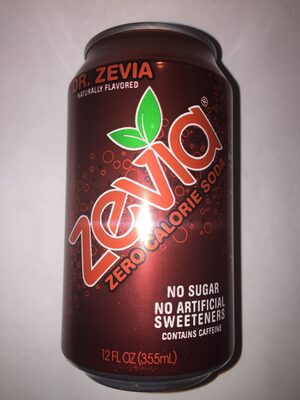 DR. ZEVIA
NATURALLY FLAVORED
zevia®
ZERO CALORIE SODA
NO SUGAR
NO ARTIFICIAL
SWEETENERS
CONTAINS CAFFEINE
12 FL OZ (355mL)